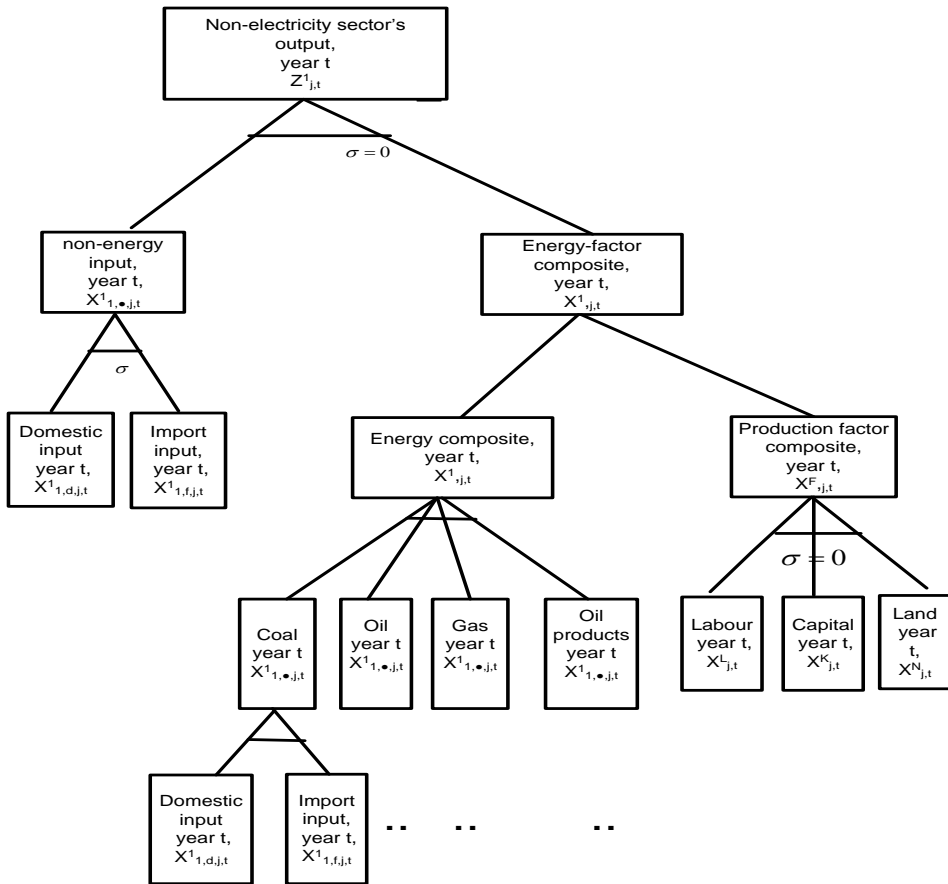 Non-electricity sector's
output,
year t
Z¹j,t
σ = 0
non-energy
input,
year t,
X¹1,●,j,t
Energy-factor
composite,
year t,
X¹,j,t
σ
Domestic
input
year t,
X¹1,d,j,t
Import
input,
year t,
X¹1,f,j,t
Energy composite,
year t,
X¹,j,t
Production factor
composite,
year t,
Xᶠ,j,t
σ = 0
Coal
year t
X¹1,●,j,t
Oil
year t
X¹1,●,j,t
Gas
year t
X¹1,●,j,t
Oil
products
year t
X¹1,●,j,t
Labour
year t,
Xᴸj,t
Capital
year t,
Xᴷj,t
Land
year
t,
Xᴺj,t
Domestic
input
year t,
X¹1,d,j,t
Import
input,
year t,
X¹1,f,j,t
.. .. ..